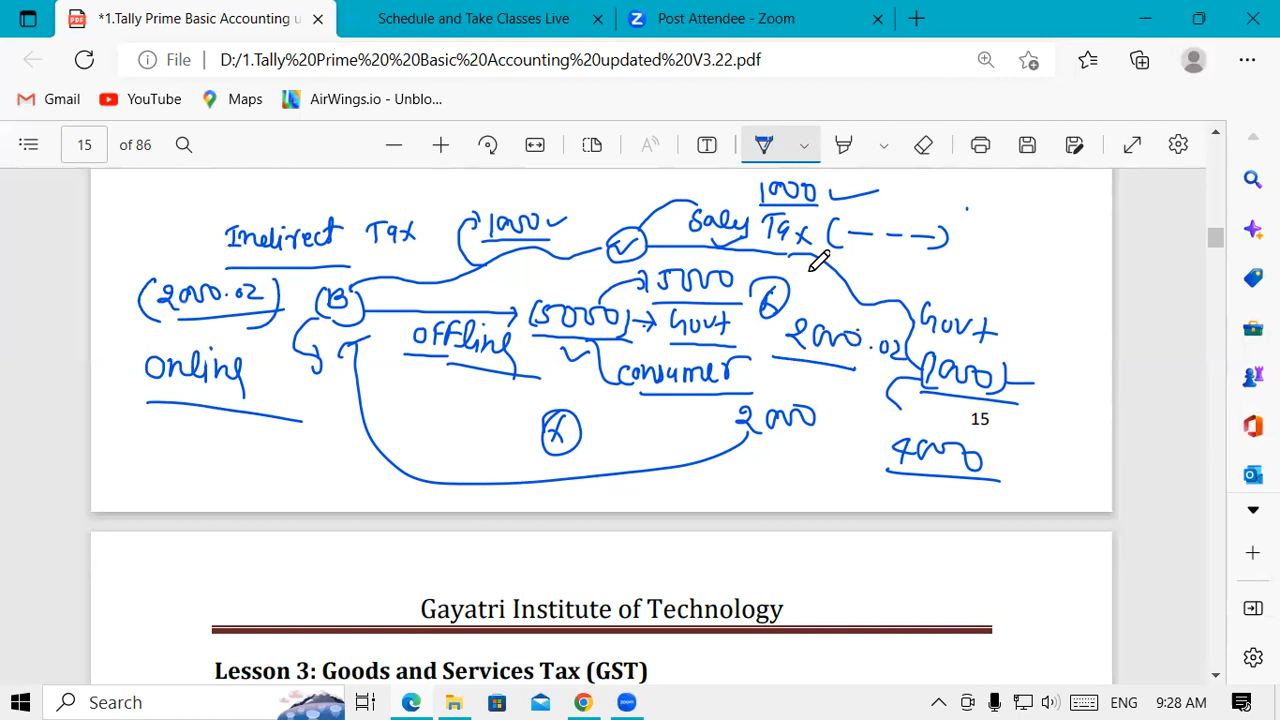 *1.Tally Prime Basic Accounting u
Schedule and Take Classes Live
Post Attendee - Zoom
File
D:/1.Tally%20Prime%20%20Basic%20Accounting%20updated%20V3.22.pdf
Gmail
YouTube
Maps
AirWings.io - Unblo...
15
of 86
1000
Indirect Tax
1000
Sales Tax (— — —)
(2000.02)
(B)
(5000)
5000
Govt
2000.02
Govt
offline
Online
consumer
(1000)
2000
15
4000
Gayatri Institute of Technology
Lesson 3: Goods and Services Tax (GST)
Search
ENG
9:28 AM